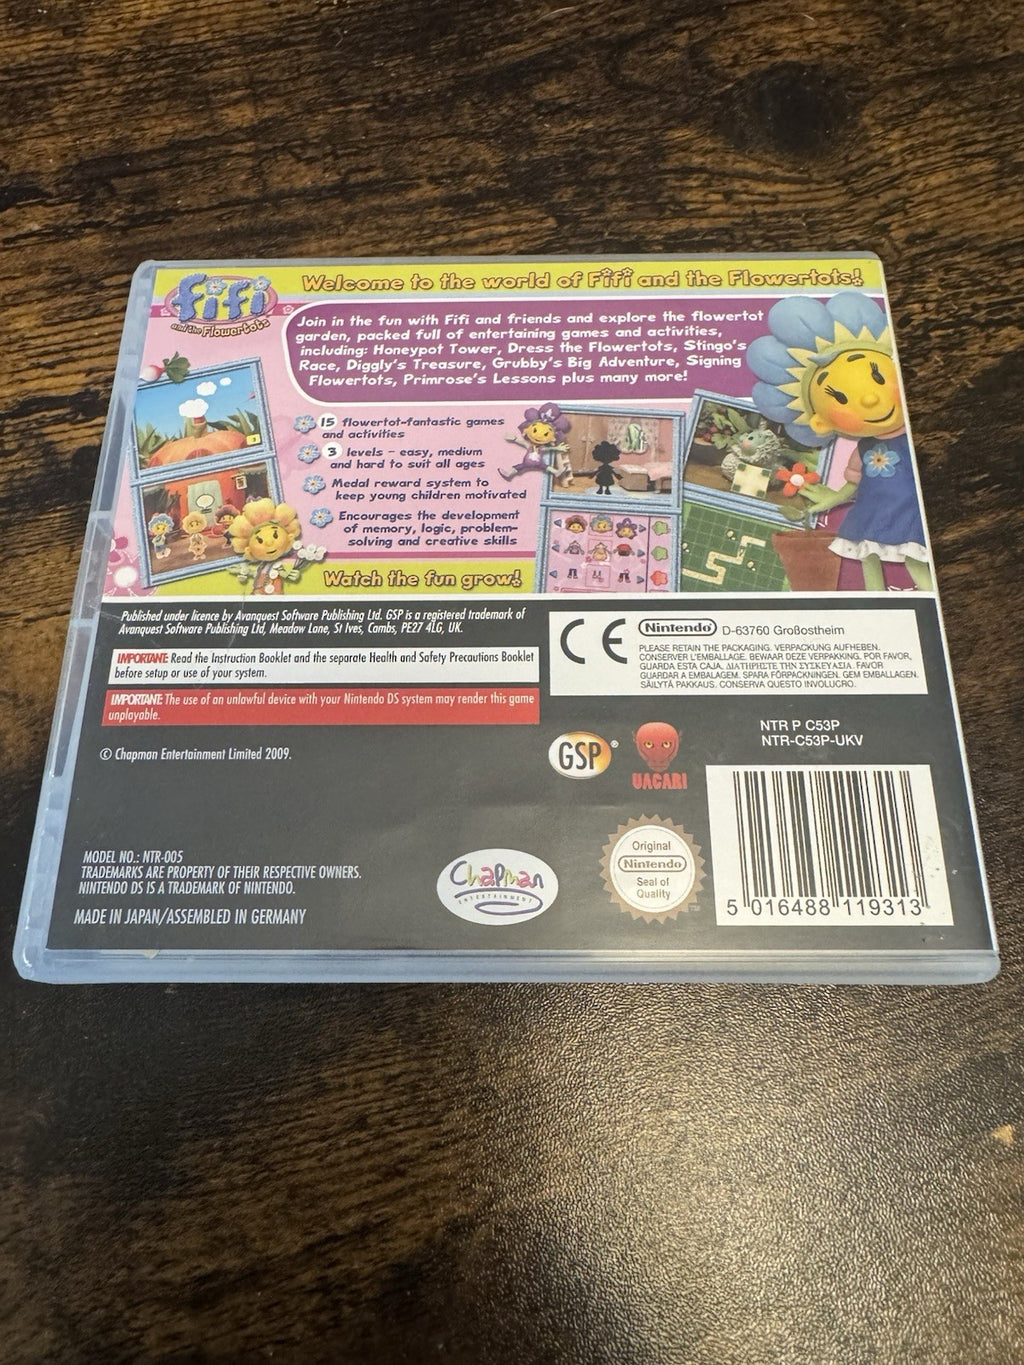 fifi
and the Flowertots
Welcome to the world of Fifi and the Flowertots!
Join in the fun with Fifi and friends and explore the flowertot
garden, packed full of entertaining games and activities,
including: Honeypot Tower, Dress the Flowertots, Stingo's
Race, Diggly's Treasure, Grubby's Big Adventure, Signing
Flowertots, Primrose's Lessons plus many more!
15 flowertot-fantastic games
and activities
3 levels - easy, medium
and hard to suit all ages
Medal reward system to
keep young children motivated
Encourages the development
of memory, logic, problem-
solving and creative skills
Watch the fun grow!
Published under licence by Avanquest Software Publishing Ltd. GSP is a registered trademark of
Avanquest Software Publishing Ltd, Meadow Lane, St Ives, Cambs, PE27 4LG, UK.
IMPORTANT: Read the Instruction Booklet and the separate Health and Safety Precautions Booklet
before setup or use of your system.
IMPORTANT: The use of an unlawful device with your Nintendo DS system may render this game
unplayable.
© Chapman Entertainment Limited 2009.
MODEL NO.: NTR-005
TRADEMARKS ARE PROPERTY OF THEIR RESPECTIVE OWNERS.
NINTENDO DS IS A TRADEMARK OF NINTENDO.
MADE IN JAPAN/ASSEMBLED IN GERMANY
CE Nintendo® D-63760 Großostheim
PLEASE RETAIN THE PACKAGING. VERPACKUNG AUFHEBEN.
CONSERVER L'EMBALLAGE. BEWAAR DEZE VERPAKKING. POR FAVOR,
GUARDA ESTA CAJA. ΔΙΑΤΗΡΗΣΤΕ ΤΗΝ ΣΥΣΚΕΥΑΣΙΑ. FAVOR
GUARDAR A EMBALAGEM. SPARA FÖRPACKNINGEN. GEM EMBALLAGEN.
SÄILYTÄ PAKKAUS. CONSERVA QUESTO INVOLUCRO.
NTR P C53P
NTR-C53P-UKV
GSP®
UACARI
Chapman
ENTERTAINMENT
Original
Nintendo
Seal of
Quality
TM
5 016488 119313